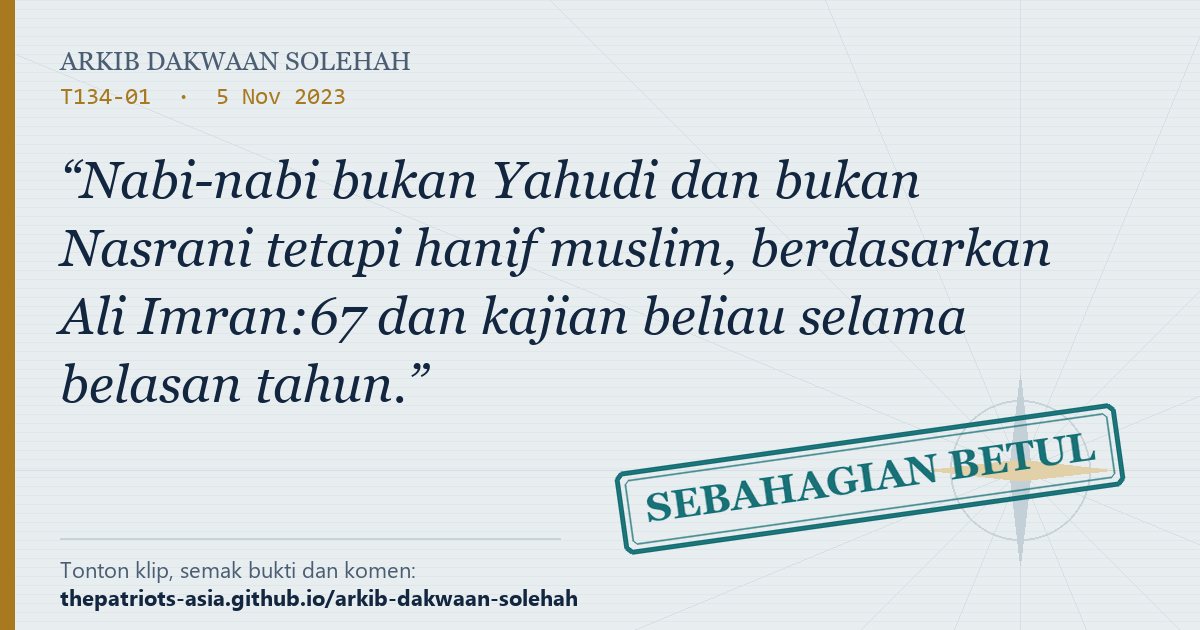 ARKIB DAKWAAN SOLEHAH
T134-01 · 5 Nov 2023
“Nabi-nabi bukan Yahudi dan bukan
Nasrani tetapi hanif muslim, berdasarkan
Ali Imran:67 dan kajian beliau selama
belasan tahun.”
SEBAHAGIAN BETUL
Tonton klip, semak bukti dan komen:
thepatriots-asia.github.io/arkib-dakwaan-solehah